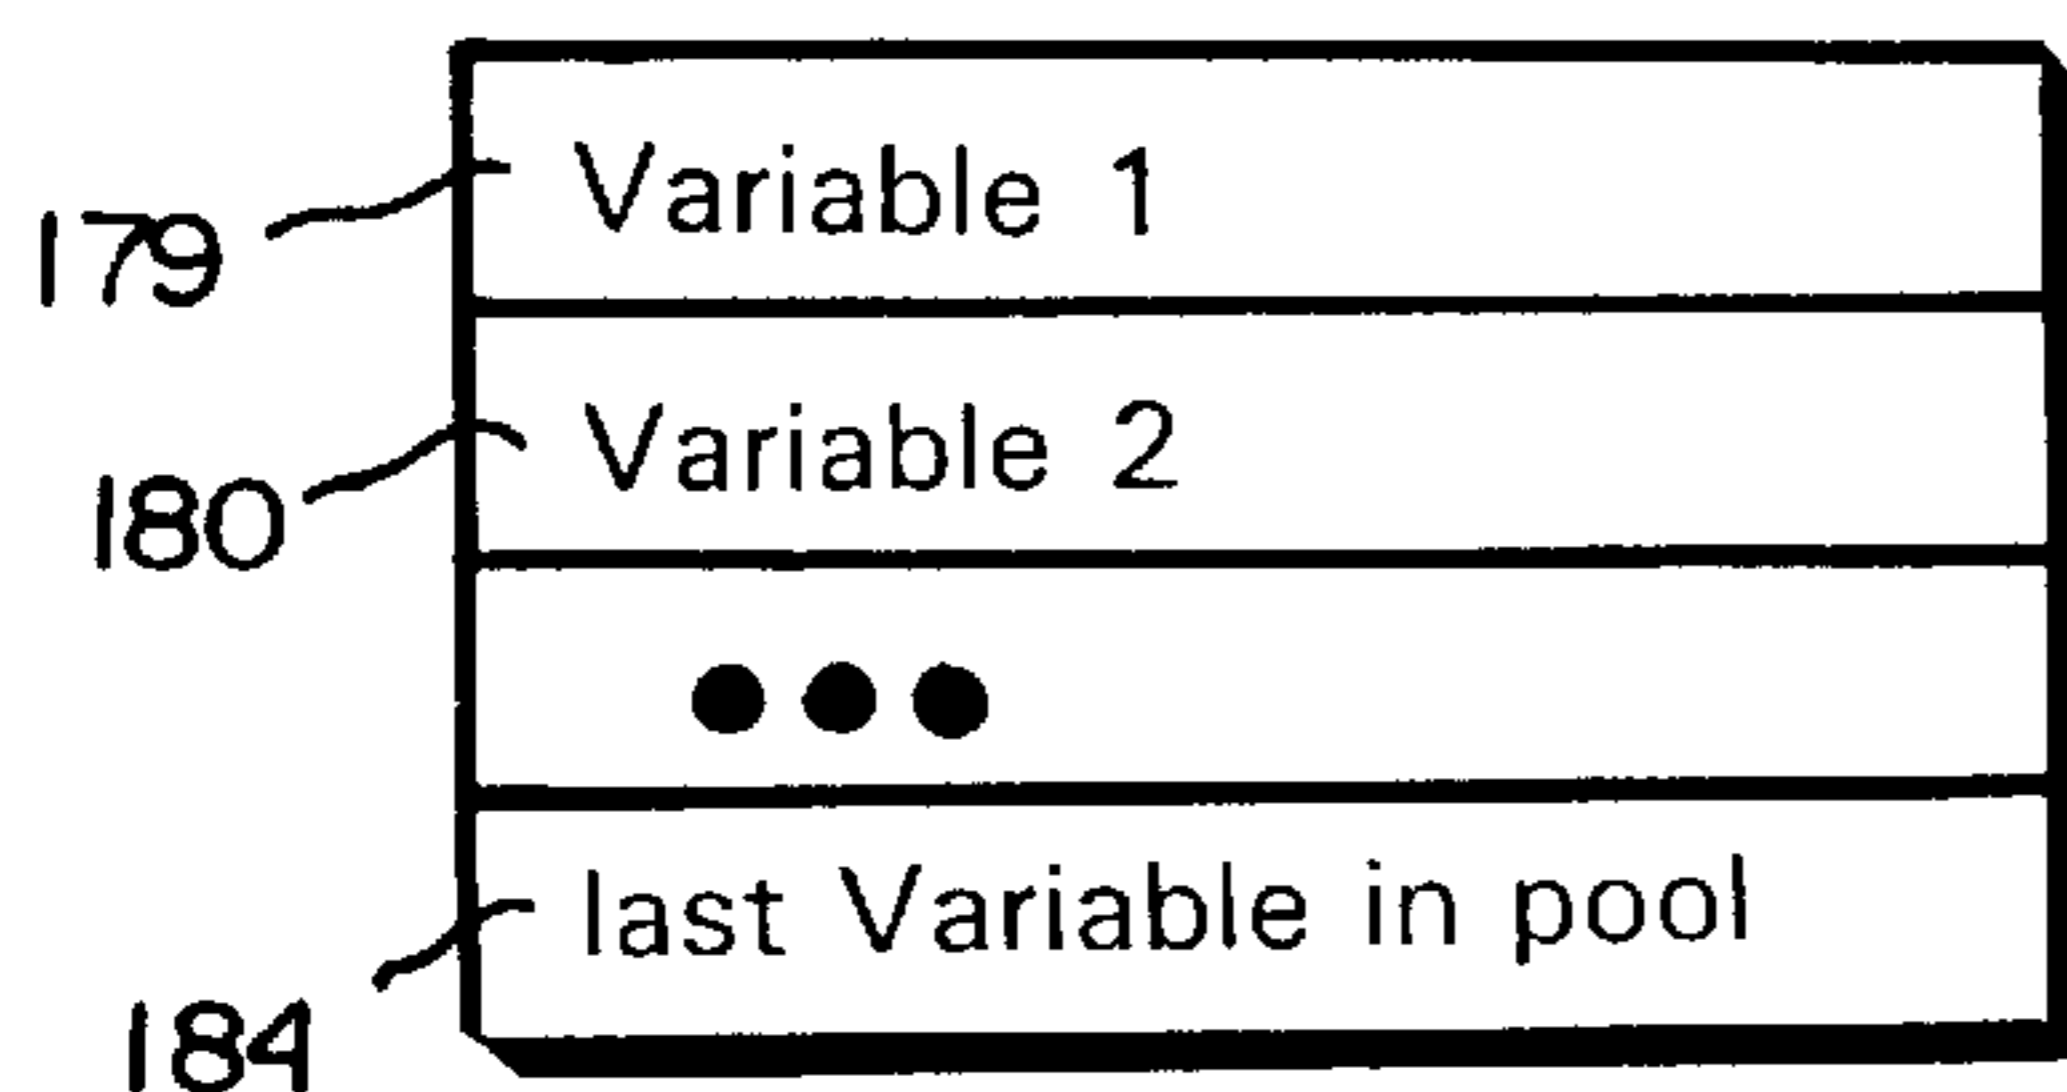 Variable 1
179
Variable 2
180
●●●
last Variable in pool
184